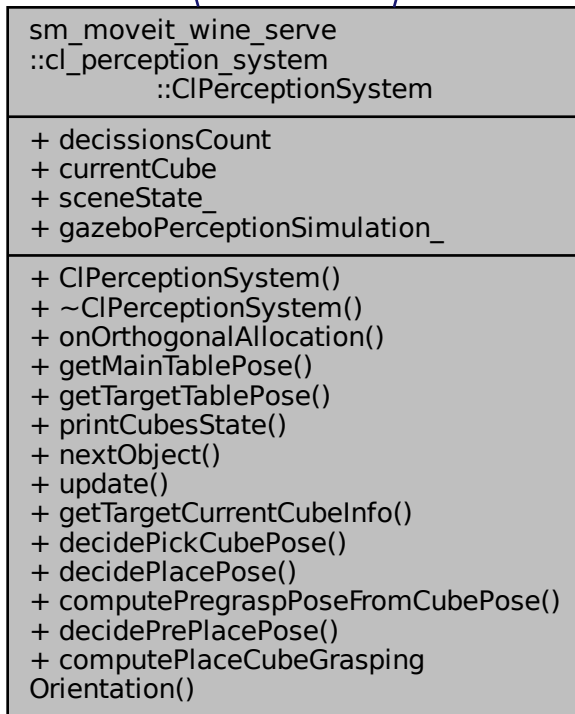 sm_moveit_wine_serve
::cl_perception_system
::ClPerceptionSystem
+ decissionsCount
+ currentCube
+ sceneState_
+ gazeboPerceptionSimulation_
+ ClPerceptionSystem()
+ ~ClPerceptionSystem()
+ onOrthogonalAllocation()
+ getMainTablePose()
+ getTargetTablePose()
+ printCubesState()
+ nextObject()
+ update()
+ getTargetCurrentCubeInfo()
+ decidePickCubePose()
+ decidePlacePose()
+ computePregraspPoseFromCubePose()
+ decidePrePlacePose()
+ computePlaceCubeGrasping
Orientation()